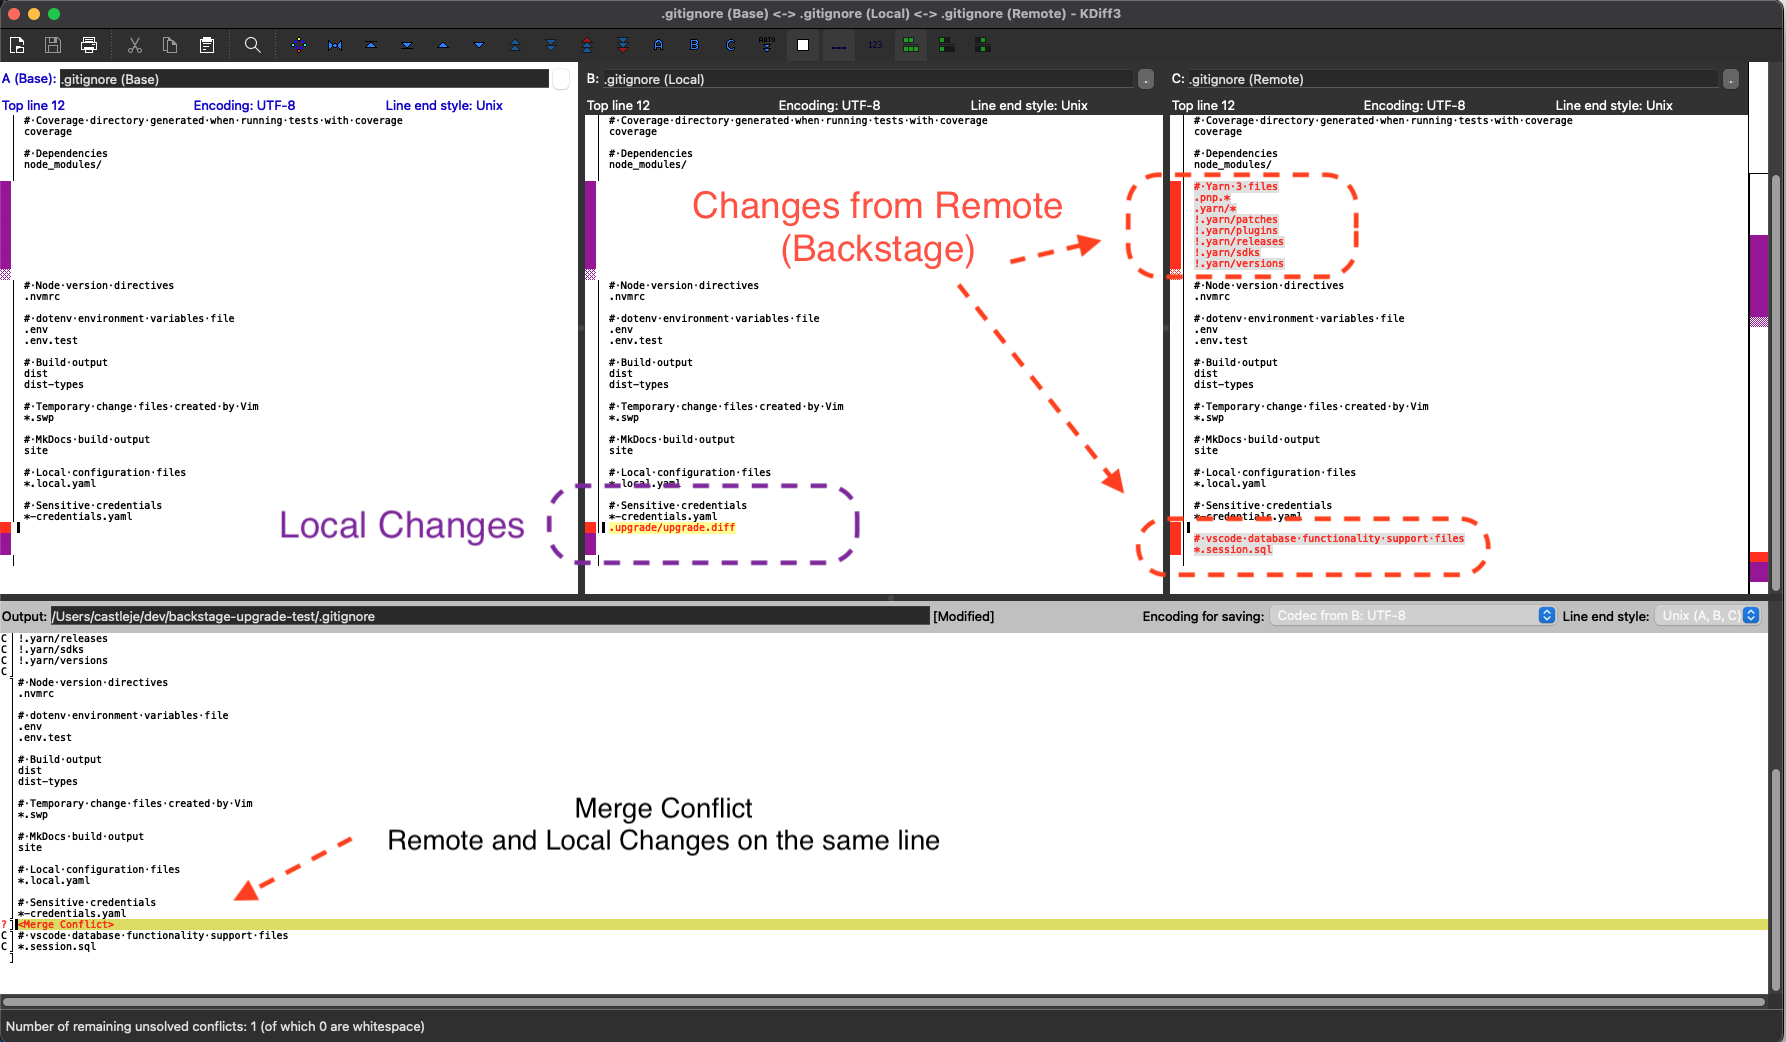 .gitignore (Base) <-> .gitignore (Local) <-> .gitignore (Remote) - KDiff3
A B C AUTO 123
A (Base): .gitignore (Base)
Top line 12 Encoding: UTF-8 Line end style: Unix
#·Coverage·directory·generated·when·running·tests·with·coverage
coverage
#·Dependencies
node_modules/
#·Node·version·directives
.nvmrc
#·dotenv·environment·variables·file
.env
.env.test
#·Build·output
dist
dist-types
#·Temporary·change·files·created·by·Vim
*.swp
#·MkDocs·build·output
site
#·Local·configuration·files
*.local.yaml
#·Sensitive·credentials
*-credentials.yaml
B: .gitignore (Local)
Top line 12 Encoding: UTF-8 Line end style: Unix
#·Coverage·directory·generated·when·running·tests·with·coverage
coverage
#·Dependencies
node_modules/
#·Node·version·directives
.nvmrc
#·dotenv·environment·variables·file
.env
.env.test
#·Build·output
dist
dist-types
#·Temporary·change·files·created·by·Vim
*.swp
#·MkDocs·build·output
site
#·Local·configuration·files
*.local.yaml
#·Sensitive·credentials
*-credentials.yaml
.upgrade/upgrade.diff
C: .gitignore (Remote)
Top line 12 Encoding: UTF-8 Line end style: Unix
#·Coverage·directory·generated·when·running·tests·with·coverage
coverage
#·Dependencies
node_modules/
#·Yarn·3·files
.pnp.*
.yarn/*
!.yarn/patches
!.yarn/plugins
!.yarn/releases
!.yarn/sdks
!.yarn/versions
#·Node·version·directives
.nvmrc
#·dotenv·environment·variables·file
.env
.env.test
#·Build·output
dist
dist-types
#·Temporary·change·files·created·by·Vim
*.swp
#·MkDocs·build·output
site
#·Local·configuration·files
*.local.yaml
#·Sensitive·credentials
*-credentials.yaml
#·vscode·database·functionality·support·files
*.session.sql
Changes from Remote
(Backstage)
Local Changes
Output: /Users/castleje/dev/backstage-upgrade-test/.gitignore [Modified] Encoding for saving: Codec from B: UTF-8 Line end style: Unix (A, B, C)
C !.yarn/releases
C !.yarn/sdks
C !.yarn/versions
C
#·Node·version·directives
.nvmrc
#·dotenv·environment·variables·file
.env
.env.test
#·Build·output
dist
dist-types
#·Temporary·change·files·created·by·Vim
*.swp
#·MkDocs·build·output
site
#·Local·configuration·files
*.local.yaml
#·Sensitive·credentials
*-credentials.yaml
? <Merge Conflict>
C #·vscode·database·functionality·support·files
C *.session.sql
Merge Conflict
Remote and Local Changes on the same line
Number of remaining unsolved conflicts: 1 (of which 0 are whitespace)